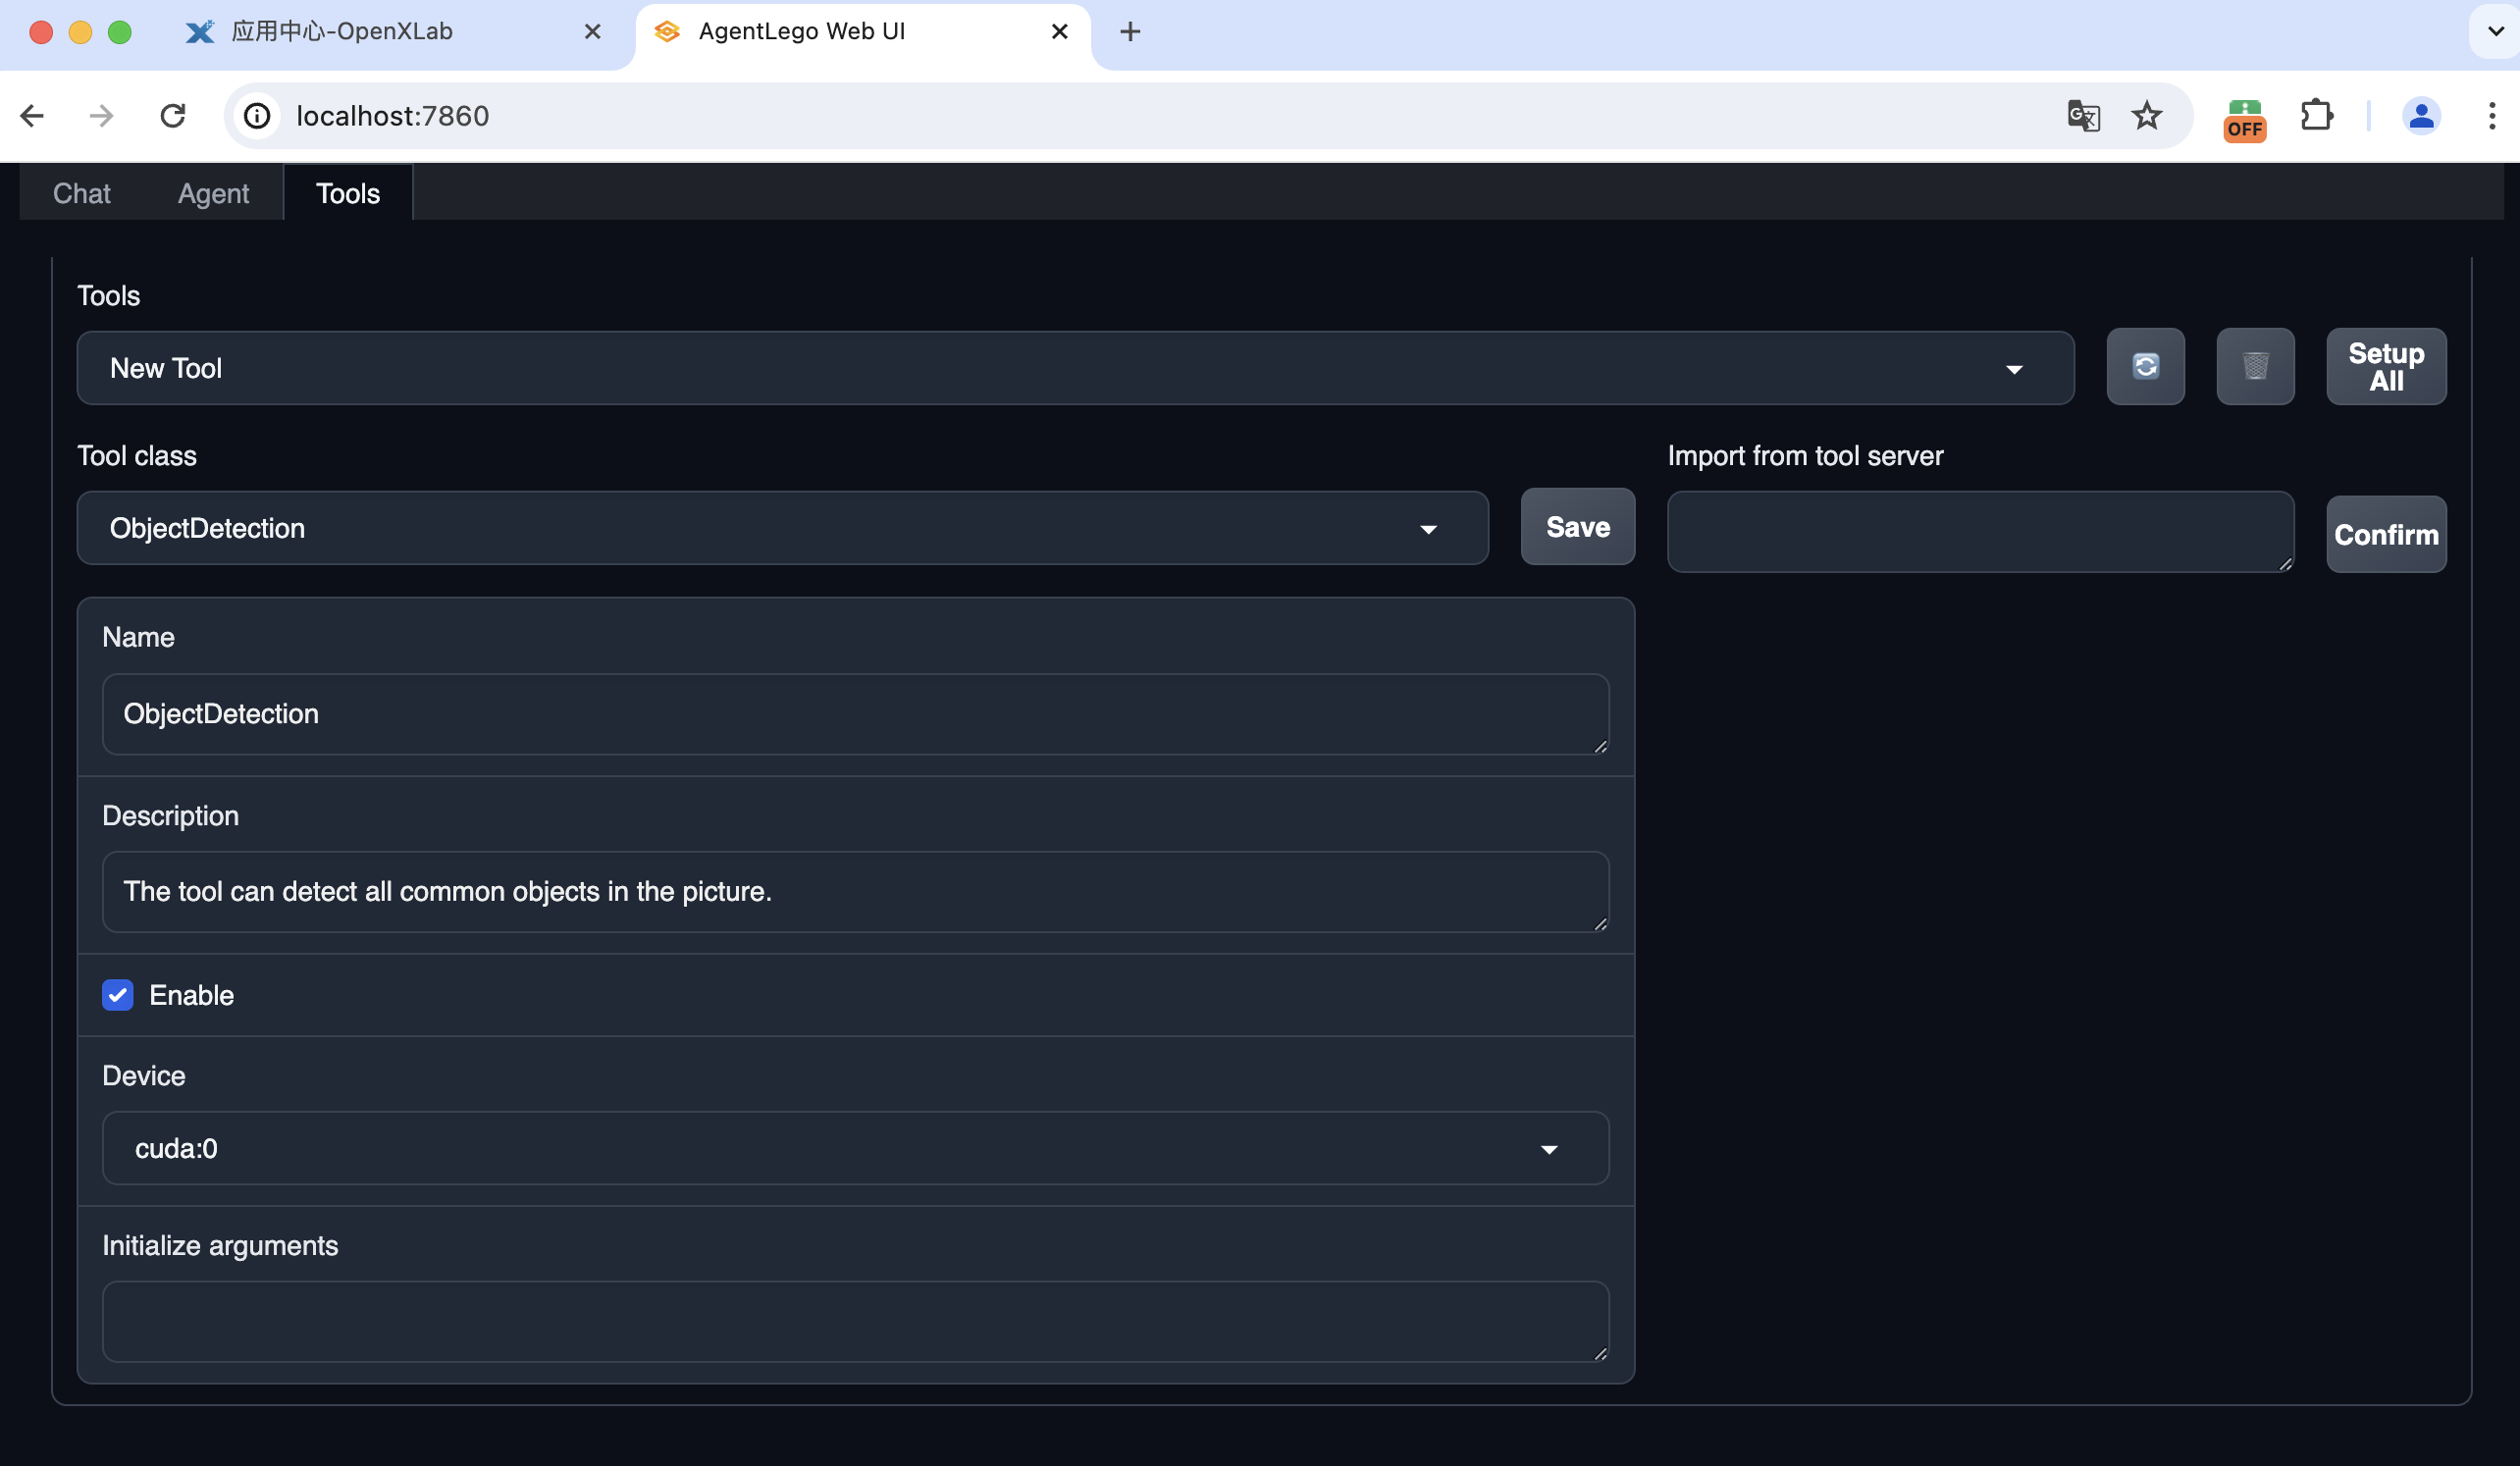 应用中心-OpenXLab
AgentLego Web UI
localhost:7860
OFF
Chat
Agent
Tools
Tools
New Tool
Setup
All
Tool class
Import from tool server
ObjectDetection
Save
Confirm
Name
ObjectDetection
Description
The tool can detect all common objects in the picture.
Enable
Device
cuda:0
Initialize arguments